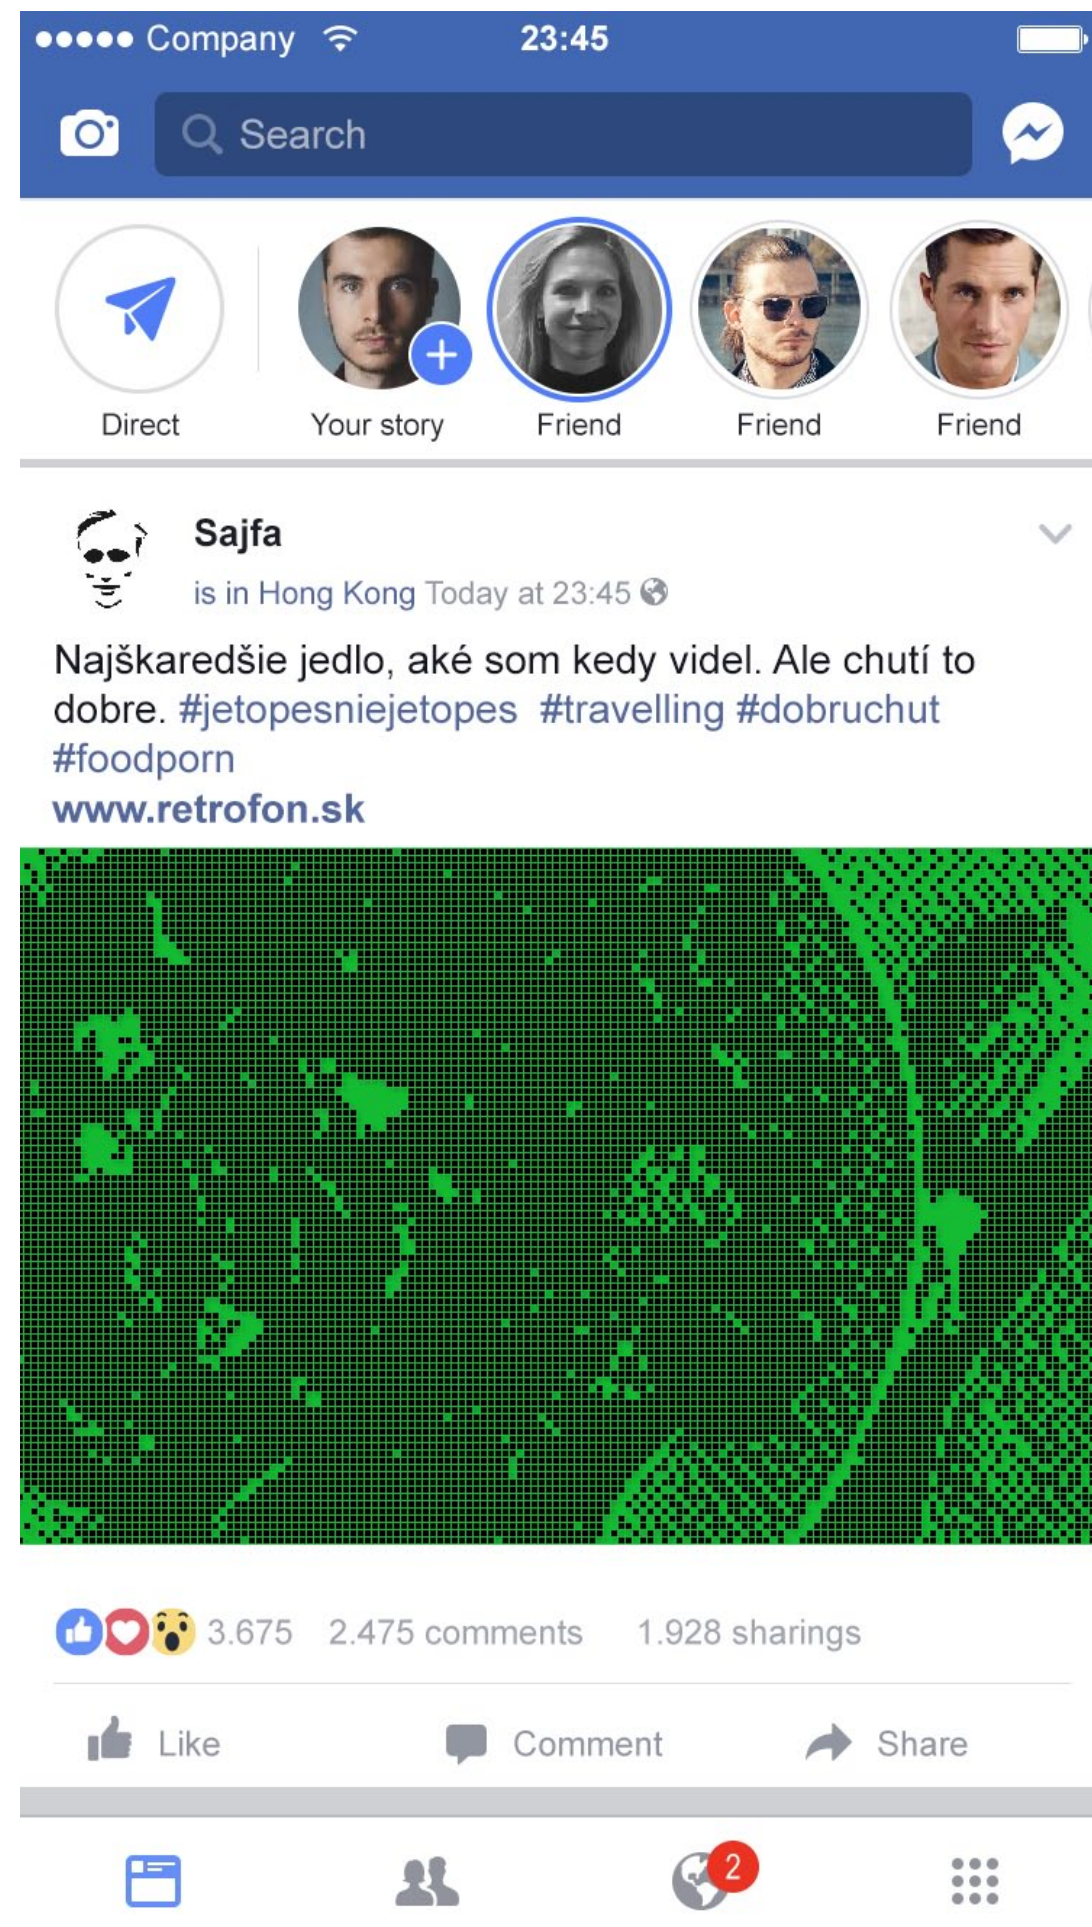 Company
23:45
Search
Direct
Your story
Friend
Friend
Friend
Sajfa
is in Hong Kong Today at 23:45
Najškaredšie jedlo, aké som kedy videl. Ale chutí to
dobre. #jetopesniejetopes #travelling #dobruchut
#foodporn
www.retrofon.sk
3.675 2.475 comments 1.928 sharings
Like
Comment
Share
2